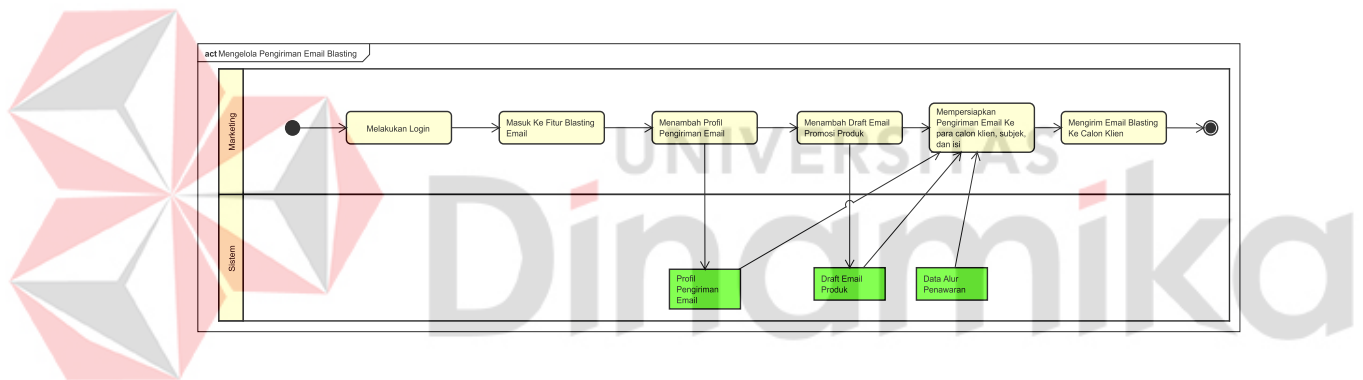 act Mengelola Pengiriman Email Blasting
Marketing
Melakukan Login
Masuk Ke Fitur Blasting
Email
Menambah Profil
Pengiriman Email
Menambah Draft Email
Promosi Produk
Mempersiapkan
Pengiriman Email Ke
para calon klien, subjek,
dan isi
Mengirim Email Blasting
Ke Calon Klien
UNIVERSITAS
Dinamika
Sistem
Profil
Pengiriman
Email
Draft Email
Produk
Data Alur
Penawaran